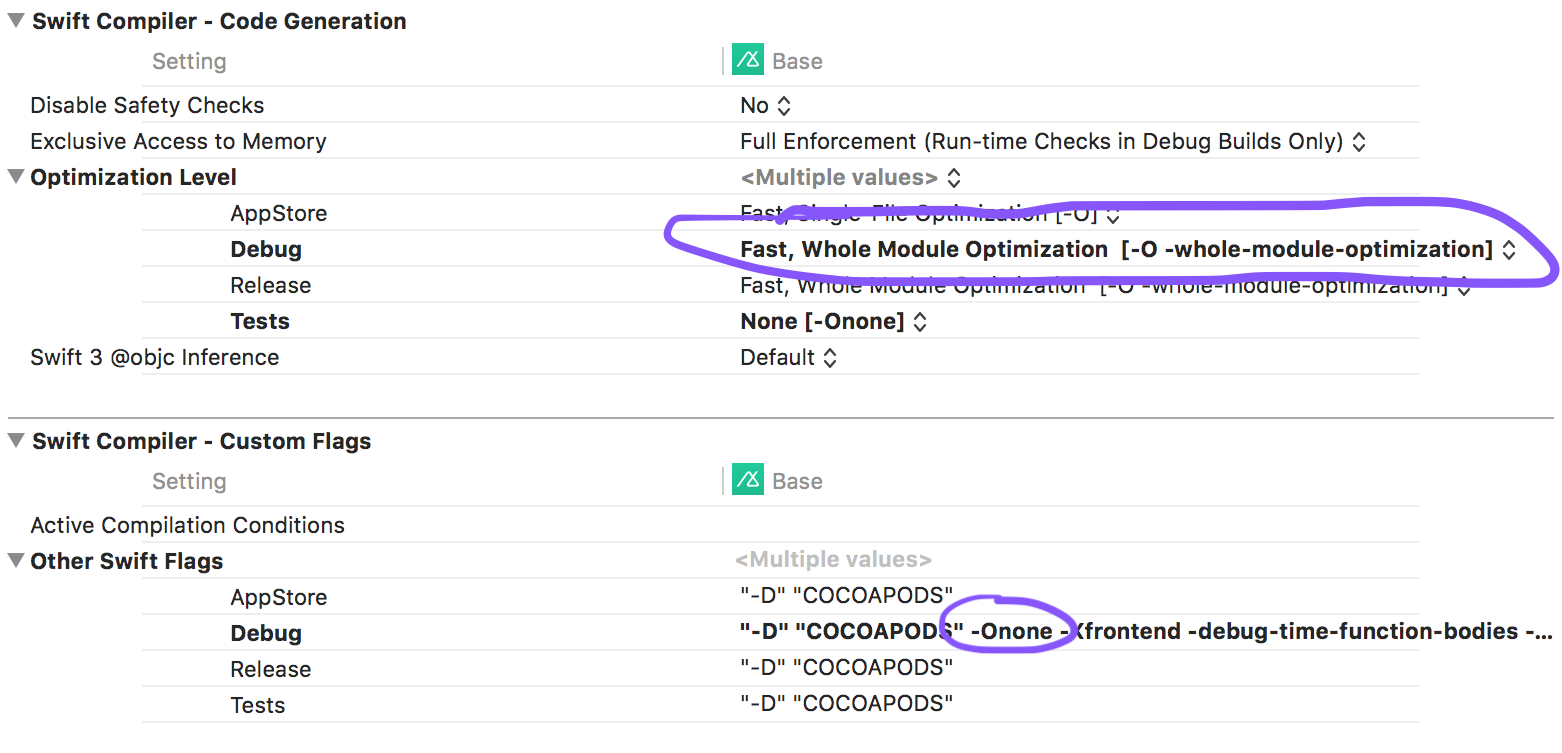 Swift Compiler - Code Generation
Setting Base
Disable Safety Checks No
Exclusive Access to Memory Full Enforcement (Run-time Checks in Debug Builds Only)
Optimization Level <Multiple values>
AppStore Fast, Single-File Optimization [-O]
Debug Fast, Whole Module Optimization [-O -whole-module-optimization]
Release Fast, Whole Module Optimization [-O -whole-module-optimization]
Tests None [-Onone]
Swift 3 @objc Inference Default
Swift Compiler - Custom Flags
Setting Base
Active Compilation Conditions
Other Swift Flags <Multiple values>
AppStore "-D" "COCOAPODS"
Debug "-D" "COCOAPODS" -Onone -Xfrontend -debug-time-function-bodies -...
Release "-D" "COCOAPODS"
Tests "-D" "COCOAPODS"